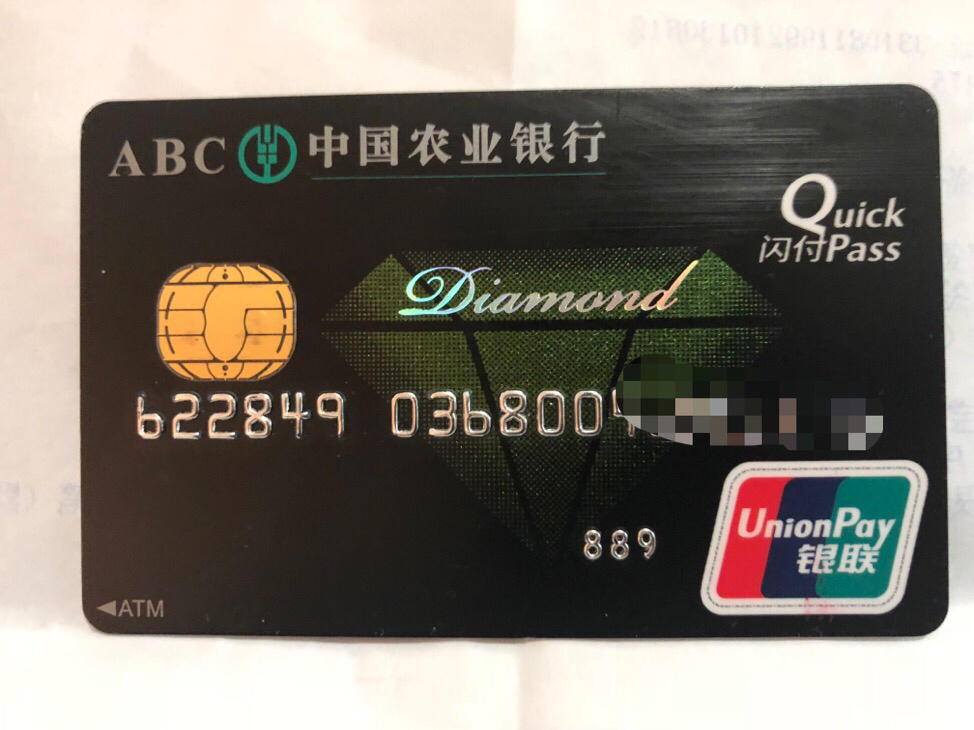 ABC 中国农业银行
Quick
闪付Pass
Diamond
622849 0368004
889
UnionPay
银联
ATM